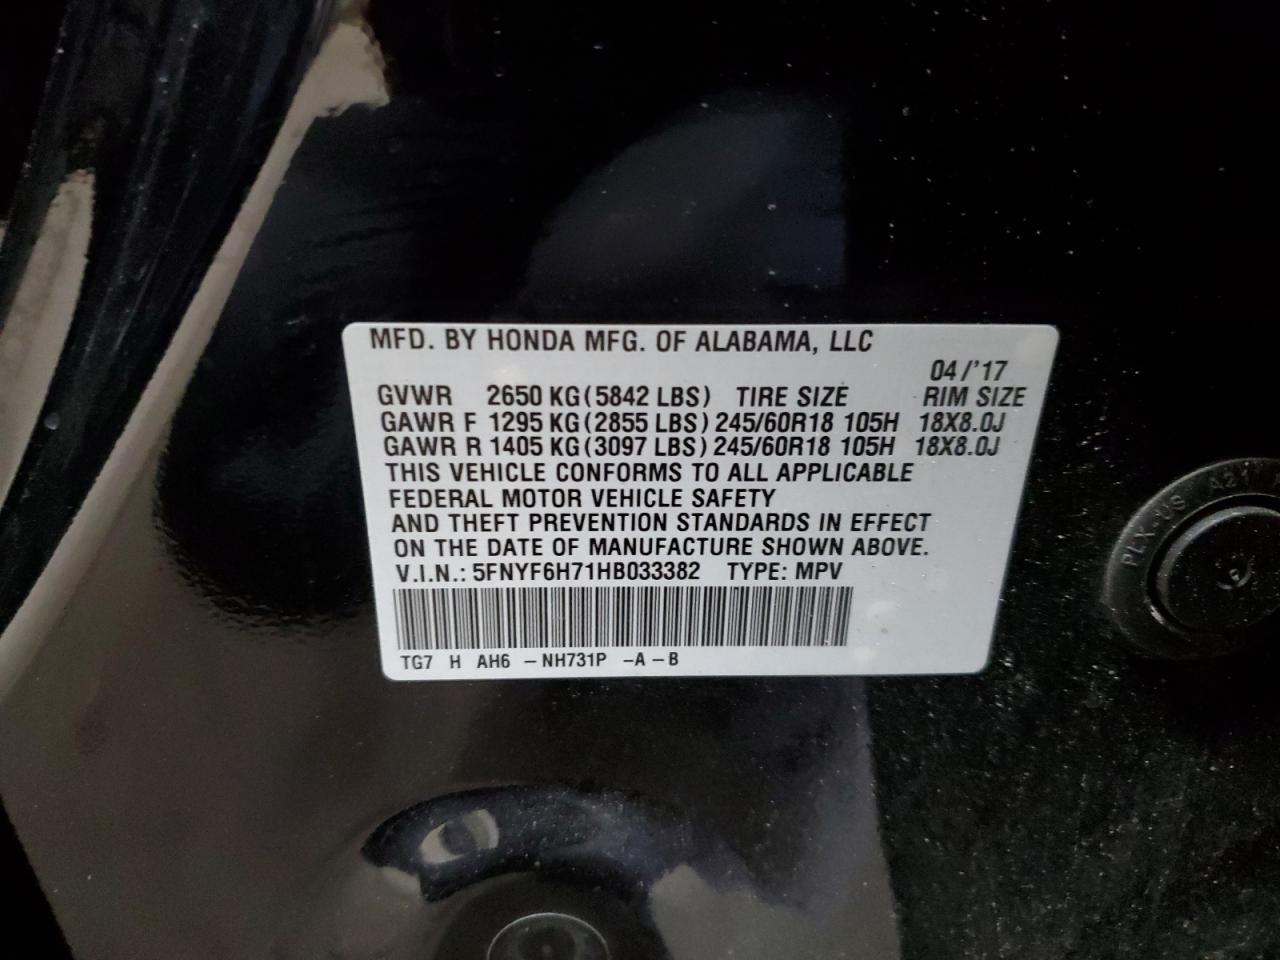 MFD. BY HONDA MFG. OF ALABAMA, LLC
04/'17
GVWR 2650 KG(5842 LBS) TIRE SIZE RIM SIZE
GAWR F 1295 KG(2855 LBS) 245/60R18 105H 18X8.0J
GAWR R 1405 KG(3097 LBS) 245/60R18 105H 18X8.0J
THIS VEHICLE CONFORMS TO ALL APPLICABLE
FEDERAL MOTOR VEHICLE SAFETY
AND THEFT PREVENTION STANDARDS IN EFFECT
ON THE DATE OF MANUFACTURE SHOWN ABOVE.
V.I.N.: 5FNYF6H71HB033382 TYPE: MPV
TG7 H AH6 -NH731P -A-B
PLX-US A21